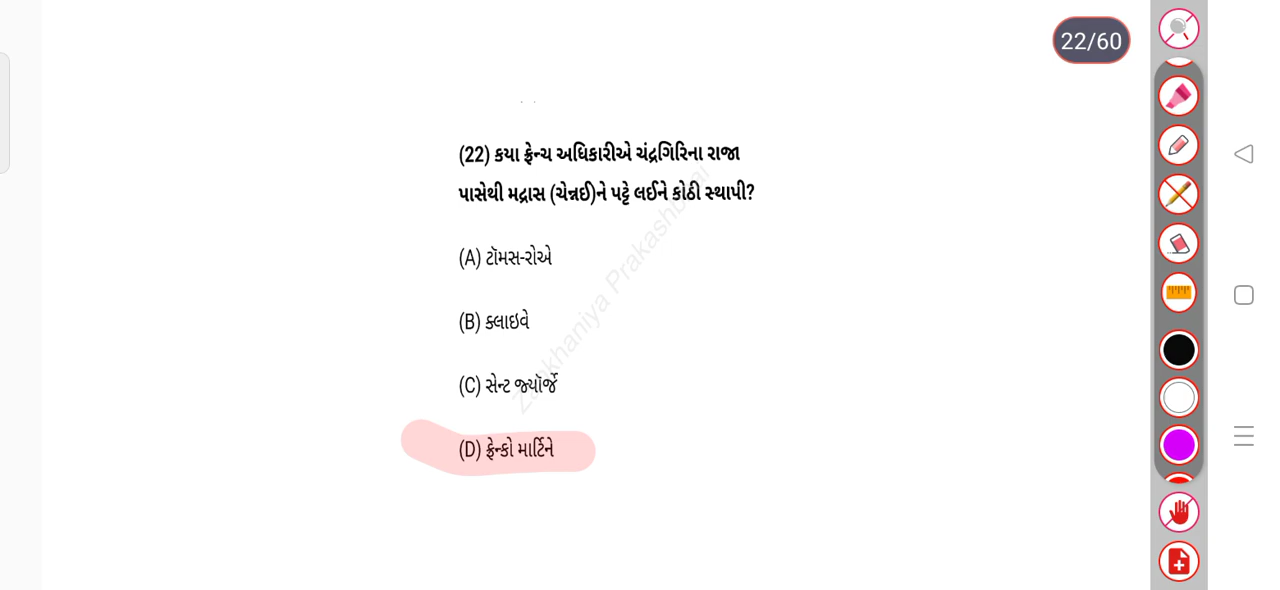 22/60
(22) કયા ફ્રેન્ચ અધિકારીએ ચંદ્રગિરિના રાજા
પાસેથી મદ્રાસ (ચેન્નઈ)ને પટ્ટે લઈને કોઠી સ્થાપી?
(A) ટૉમસ-રોએ
(B) ક્લાઇવે
(C) સેન્ટ જ્યૉર્જે
(D) ફ્રેન્કો માર્ટિને